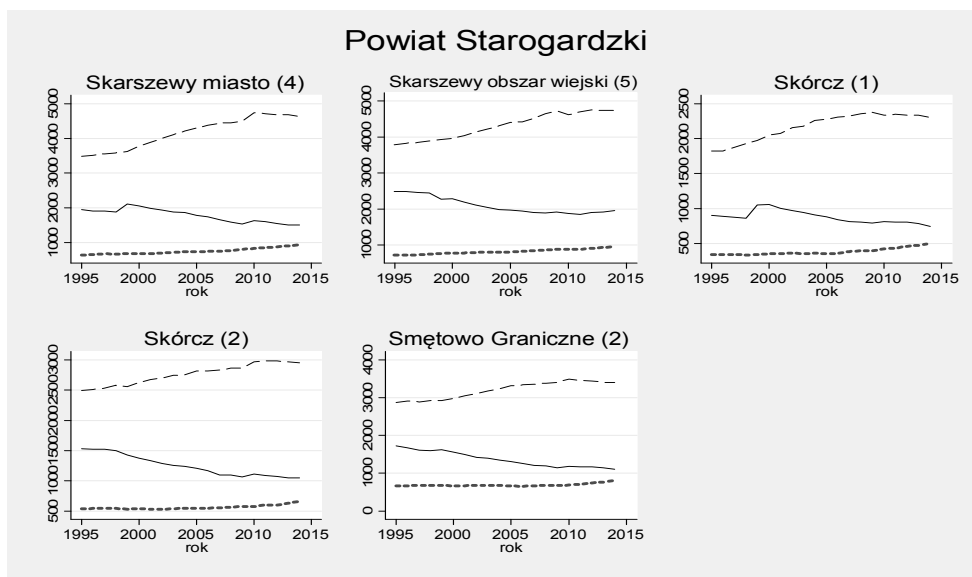 Powiat Starogardzki
Skarszewy miasto (4)
5000
4000
3000
2000
1000
1995 2000 2005 2010 2015
rok
Skarszewy obszar wiejski (5)
5000
4000
3000
2000
1000
1995 2000 2005 2010 2015
rok
Skórcz (1)
2500
2000
1500
1000
500
1995 2000 2005 2010 2015
rok
Skórcz (2)
3000
2500
2000
1500
1000
500
1995 2000 2005 2010 2015
rok
Smętowo Graniczne (2)
4000
3000
2000
1000
0
1995 2000 2005 2010 2015
rok